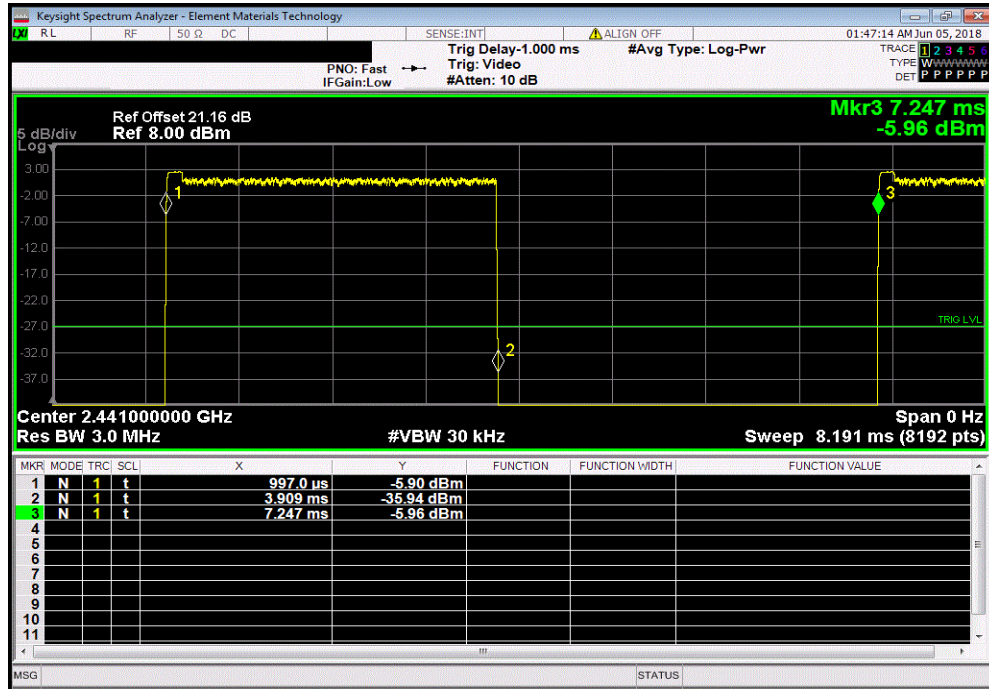 Keysight Spectrum Analyzer - Element Materials Technology
LXI RL RF 50 Ω DC SENSE:INT ALIGN OFF 01:47:14 AM Jun 05, 2018
Trig Delay-1.000 ms #Avg Type: Log-Pwr TRACE 1 2 3 4 5 6
PNO: Fast Trig: Video TYPE WWWWWW
IFGain:Low #Atten: 10 dB DET P P P P P P
Mkr3 7.247 ms
-5.96 dBm
Ref Offset 21.16 dB
5 dB/div Ref 8.00 dBm
Log
3.00
-2.00
-7.00
-12.0
-17.0
-22.0
-27.0
-32.0
-37.0
1
2
3
TRIG LVL
Center 2.441000000 GHz Span 0 Hz
Res BW 3.0 MHz #VBW 30 kHz Sweep 8.191 ms (8192 pts)
MKR MODE TRC SCL X Y FUNCTION FUNCTION WIDTH FUNCTION VALUE
1 N 1 t 997.0 µs -5.90 dBm
2 N 1 t 3.909 ms -35.94 dBm
3 N 1 t 7.247 ms -5.96 dBm
4
5
6
7
8
9
10
11
MSG STATUS